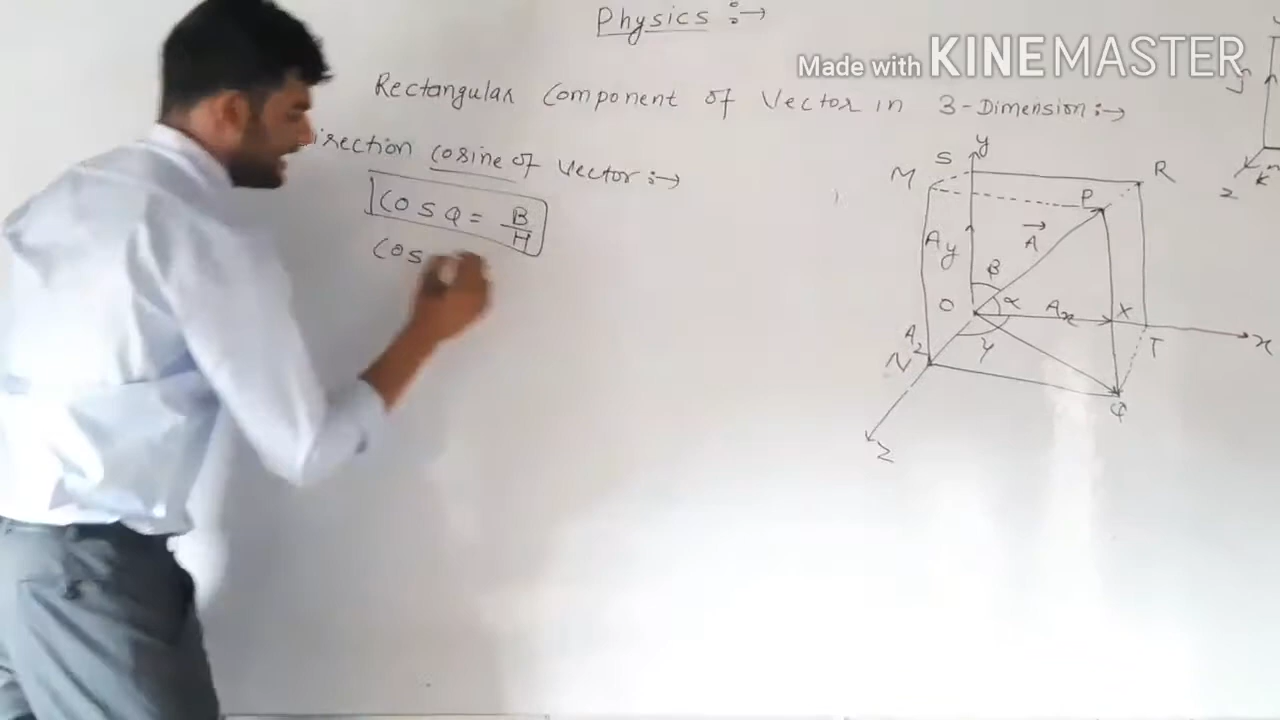 Physics :→
Made with KINEMASTER
Rectangular Component of Vector in 3-Dimension:→
irection cosine of Vector:→
Cos Q = B/H
Cos
y
S
M
R
P
A
Ay
β
O
α
Ax
X
x
Az
N
γ
T
Q
Z
j
k
z